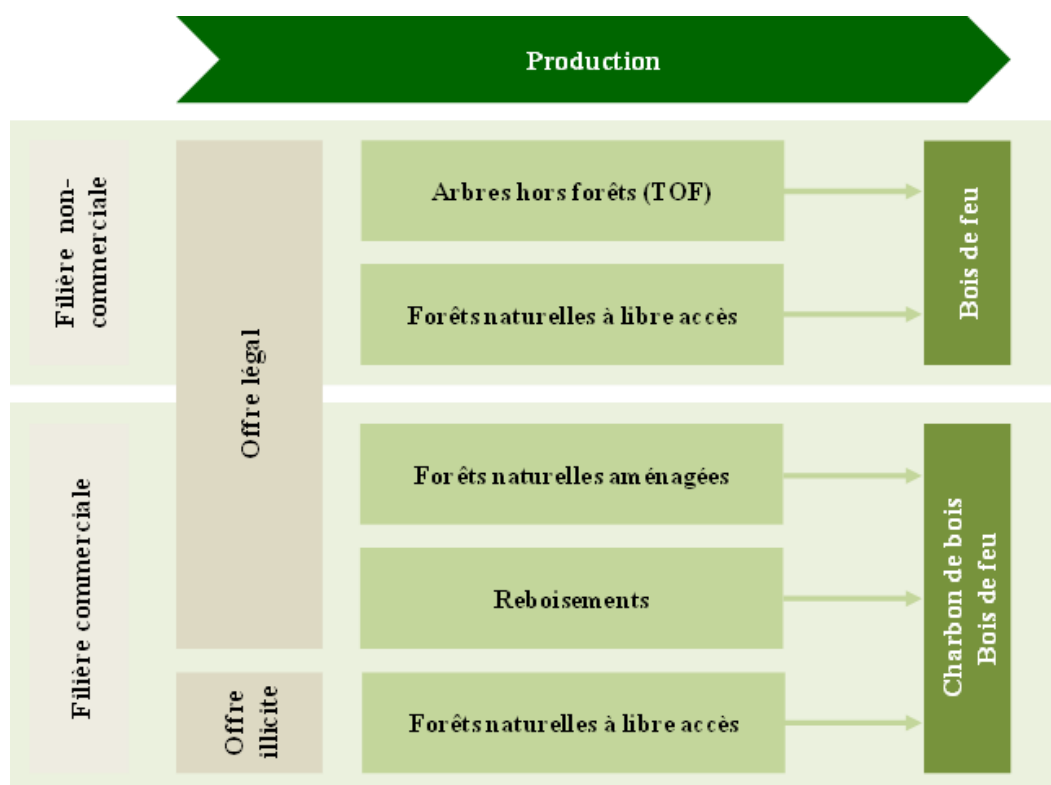 Production
Filière non-
commerciale
Offre légal
Arbres hors forêts (TOF)
Forêts naturelles à libre accès
Bois de feu
Filière commerciale
Forêts naturelles aménagées
Reboisements
Charbon de bois
Bois de feu
Offre
illicite
Forêts naturelles à libre accès